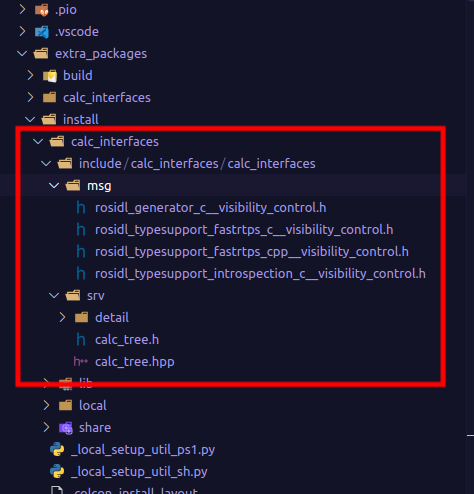 .pio
.vscode
extra_packages
build
calc_interfaces
install
calc_interfaces
include/calc_interfaces/calc_interfaces
msg
rosidl_generator_c__visibility_control.h
rosidl_typesupport_fastrtps_c__visibility_control.h
rosidl_typesupport_fastrtps_cpp__visibility_control.h
rosidl_typesupport_introspection_c__visibility_control.h
srv
detail
calc_tree.h
calc_tree.hpp
lib
local
share
_local_setup_util_ps1.py
_local_setup_util_sh.py
.colcon_install_layout